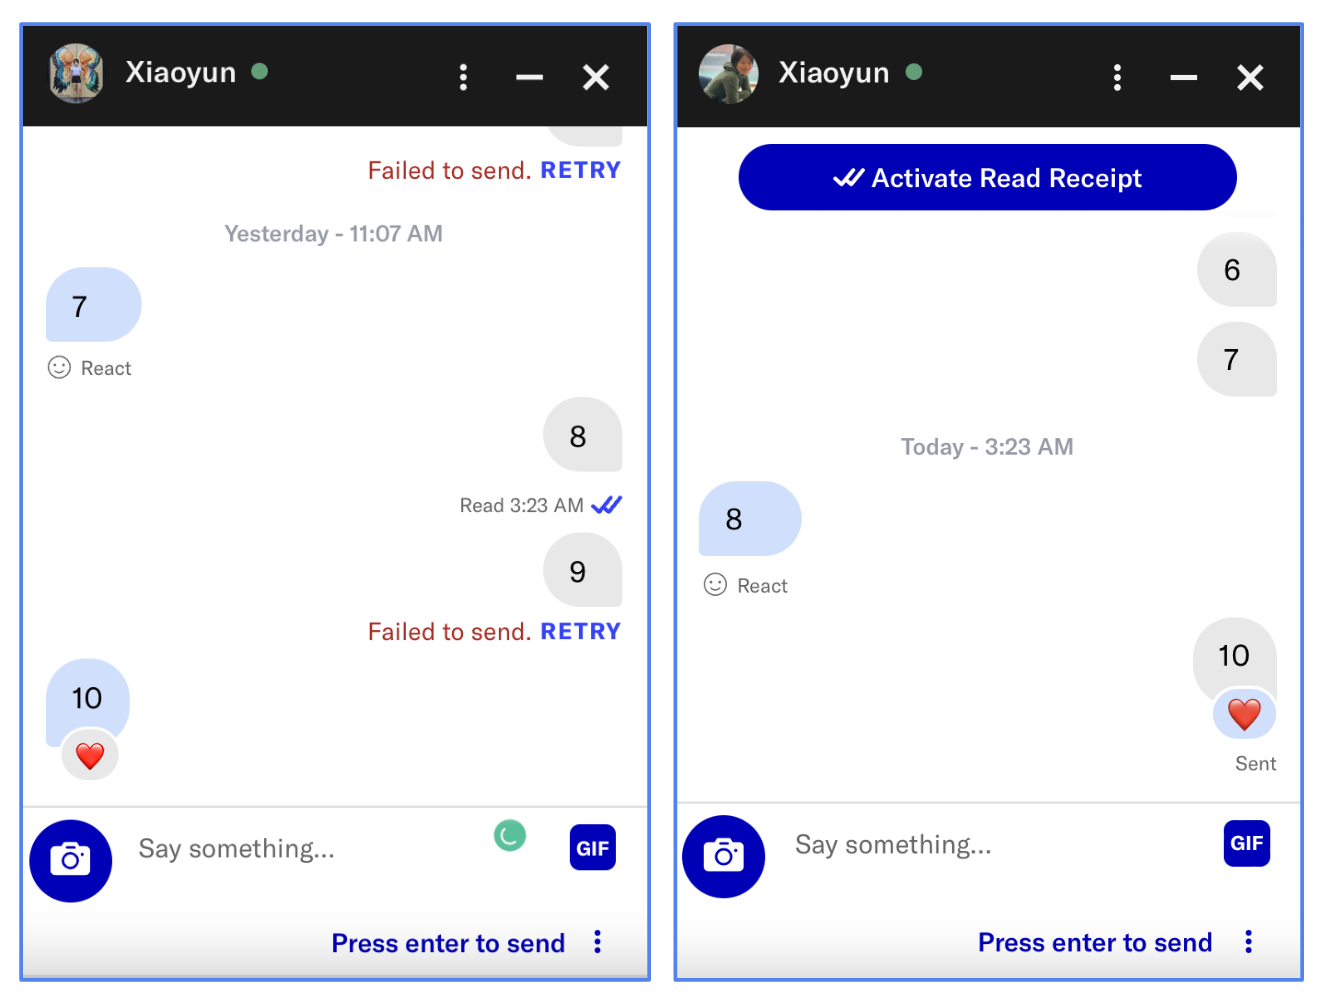 Xiaoyun
Failed to send. RETRY
Yesterday - 11:07 AM
7
React
8
Read 3:23 AM
9
Failed to send. RETRY
10
Say something...
GIF
Press enter to send
Xiaoyun
Activate Read Receipt
6
7
Today - 3:23 AM
8
React
10
Sent
Say something...
GIF
Press enter to send